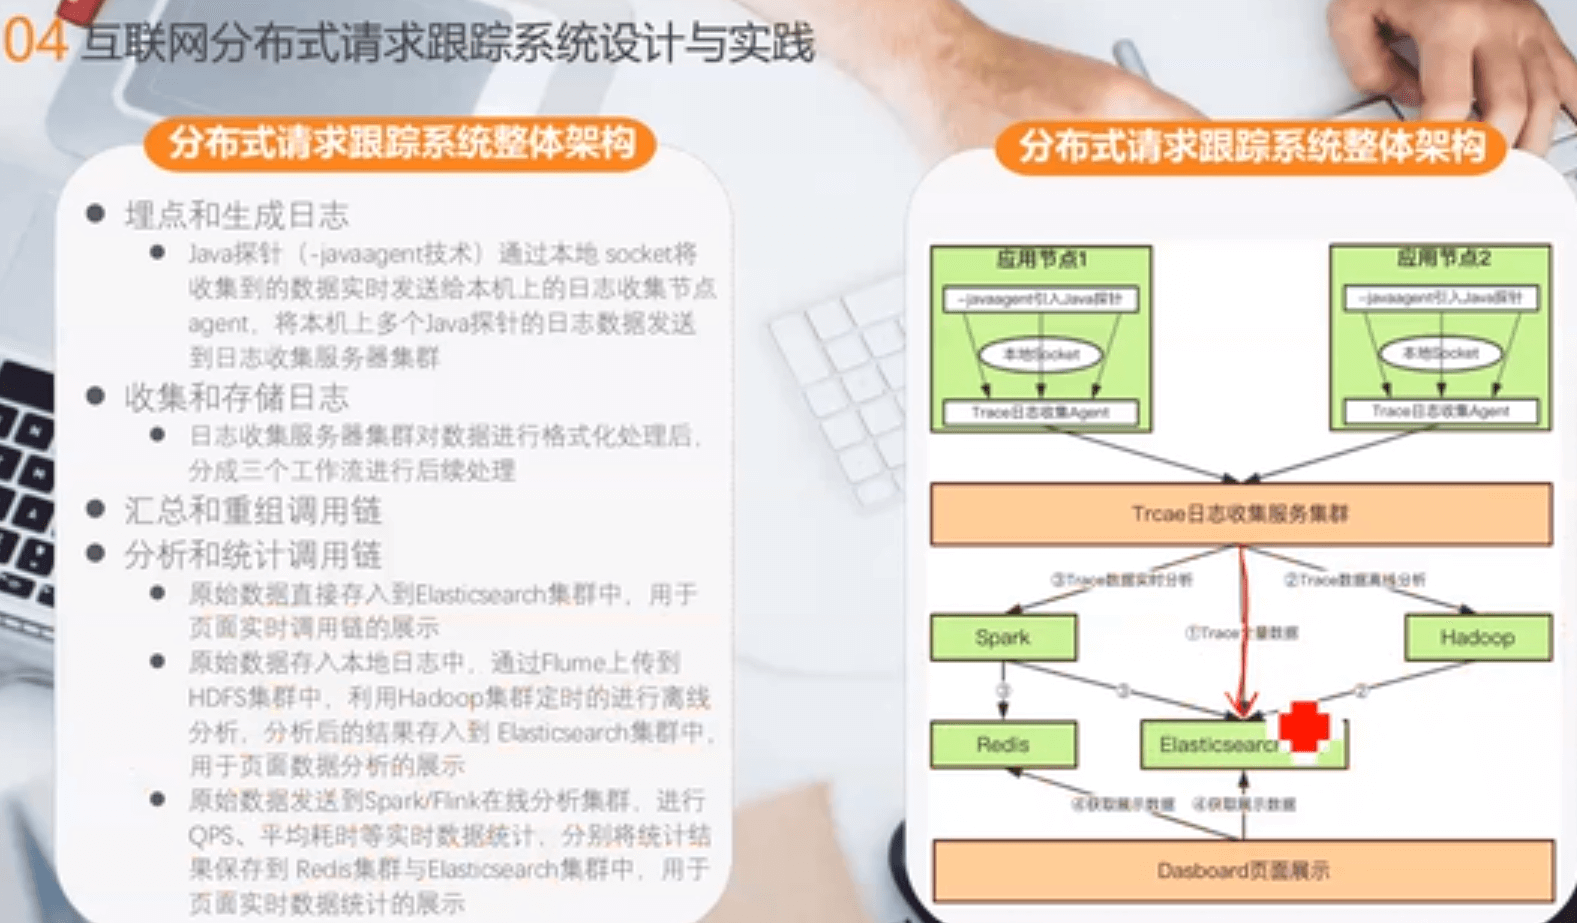 04 互联网分布式请求跟踪系统设计与实践
分布式请求跟踪系统整体架构
埋点和生成日志
Java探针（-javaagent技术）通过本地 socket将
收集到的数据实时发送给本机上的日志收集节点
agent，将本机上多个Java探针的日志数据发送
到日志收集服务器集群
收集和存储日志
日志收集服务器集群对数据进行格式化处理后，
分成三个工作流进行后续处理
汇总和重组调用链
分析和统计调用链
原始数据直接存入到Elasticsearch集群中，用于
页面实时调用链的展示
原始数据存入本地日志中，通过Flume上传到
HDFS集群中，利用Hadoop集群定时的进行离线
分析，分析后的结果存入到 Elasticsearch集群中，
用于页面数据分析的展示
原始数据发送到Spark/Flink在线分析集群，进行
QPS、平均耗时等实时数据统计，分别将统计结
果保存到 Redis集群与Elasticsearch集群中，用于
页面实时数据统计的展示
分布式请求跟踪系统整体架构
应用节点1
应用节点2
-javaagent引入Java探针
-javaagent引入Java探针
本地Socket
本地Socket
Trace日志收集Agent
Trace日志收集Agent
Trcae日志收集服务集群
③Trace数据实时分析
②Trace数据离线分析
①Trace全量数据
Spark
Hadoop
③
③
②
Redis
Elasticsearc
④获取展示数据
④获取展示数据
Dasboard页面展示